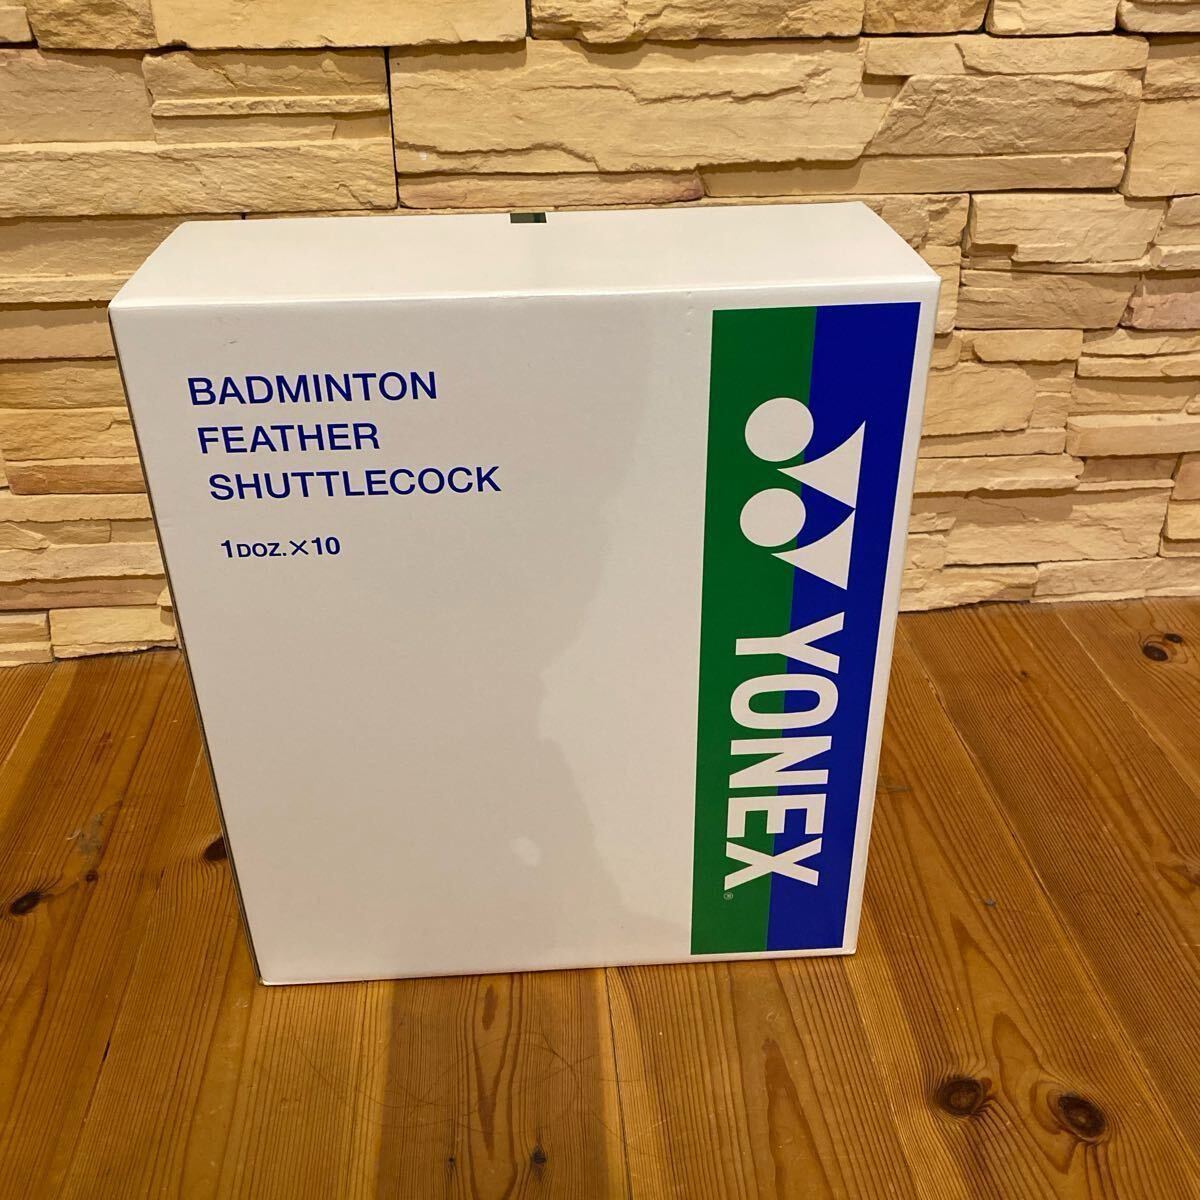 BADMINTON
FEATHER
SHUTTLECOCK
1DOZ.×10
YONEX®